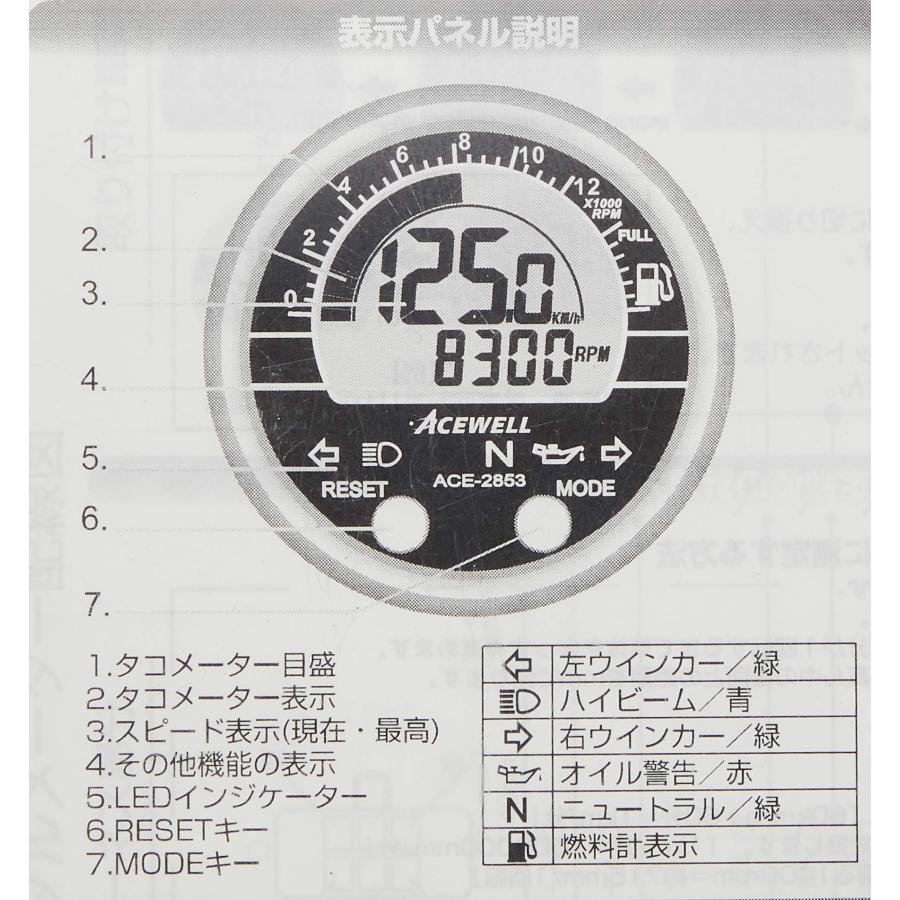 表示パネル説明
1.
2.
3.
4.
5.
6.
7.
0 2 4 6 8 10 12
X1000
RPM
FULL
125.0 KM/h
8300 RPM
ACEWELL
N
ACE-2853
RESET MODE
1.タコメーター目盛
2.タコメーター表示
3.スピード表示(現在・最高)
4.その他機能の表示
5.LEDインジケーター
6.RESETキー
7.MODEキー
左ウインカー／緑
ハイビーム／青
右ウインカー／緑
オイル警告／赤
N ニュートラル／緑
燃料計表示